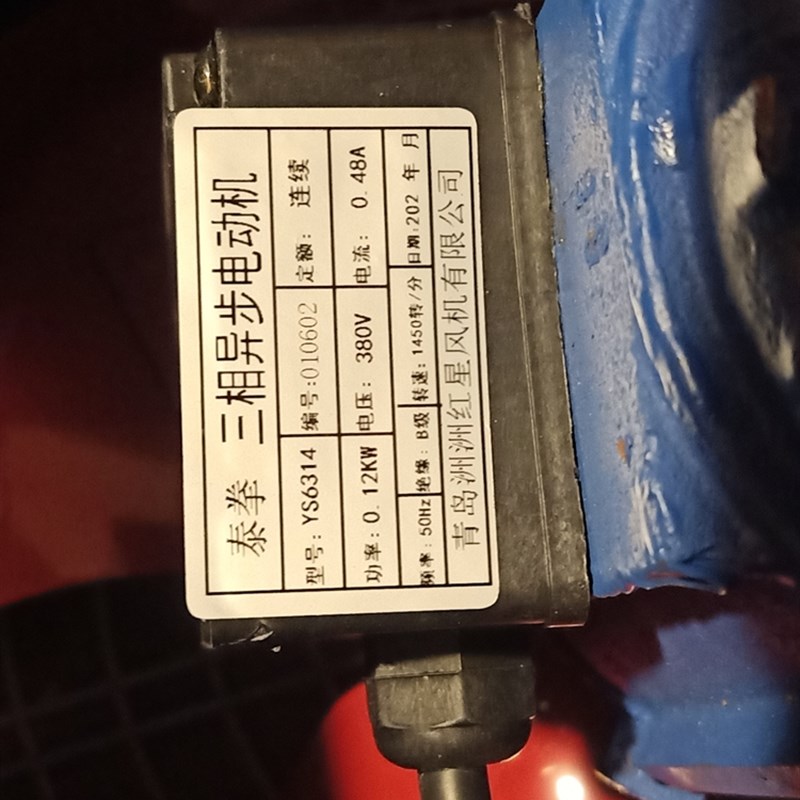 泰拳 三相异步电动机
型号：YS6314 编号：010602 定额：连续
功率：0.12KW 电压：380V 电流：0.48A
频率：50Hz 绝缘：B级 转速：1450转/分 日期：202 年 月
青岛洲洲红星风机有限公司